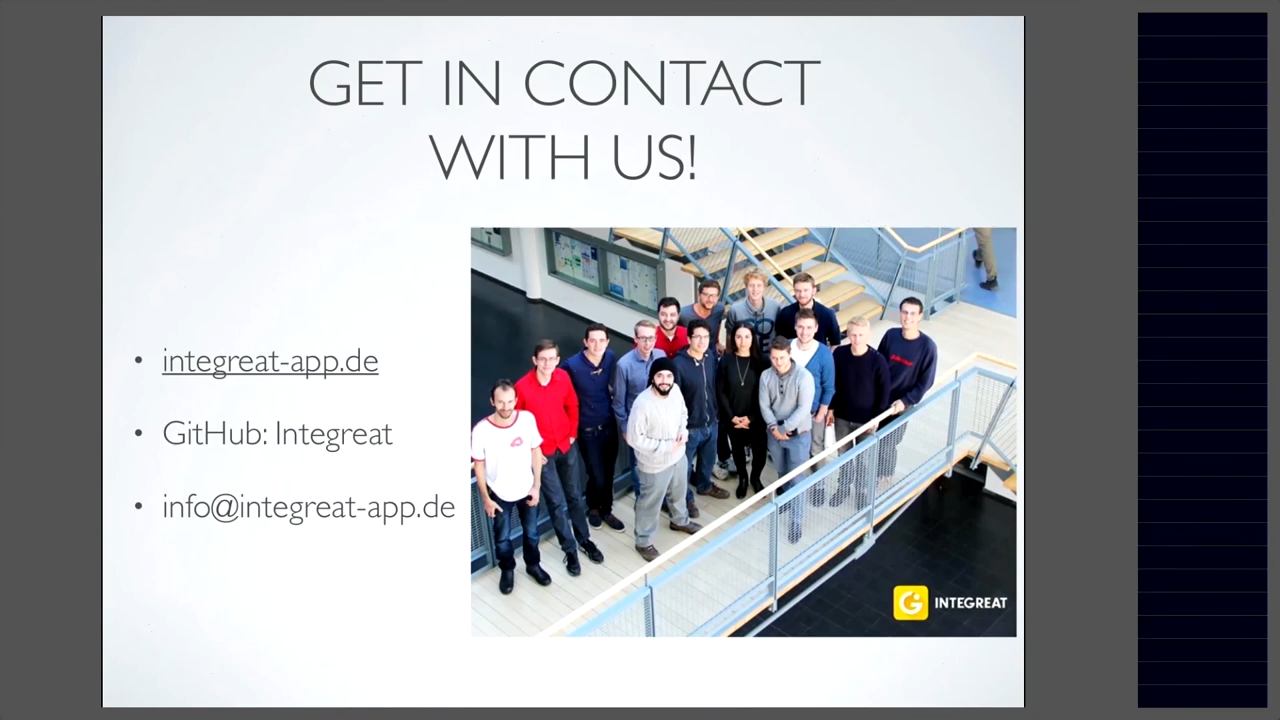 GET IN CONTACT
WITH US!
• integreat-app.de
• GitHub: Integreat
• info@integreat-app.de
INTEGREAT